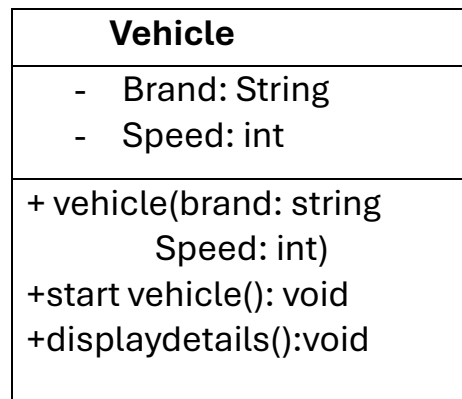 Vehicle
- Brand: String
- Speed: int
+ vehicle(brand: string
Speed: int)
+start vehicle(): void
+displaydetails():void